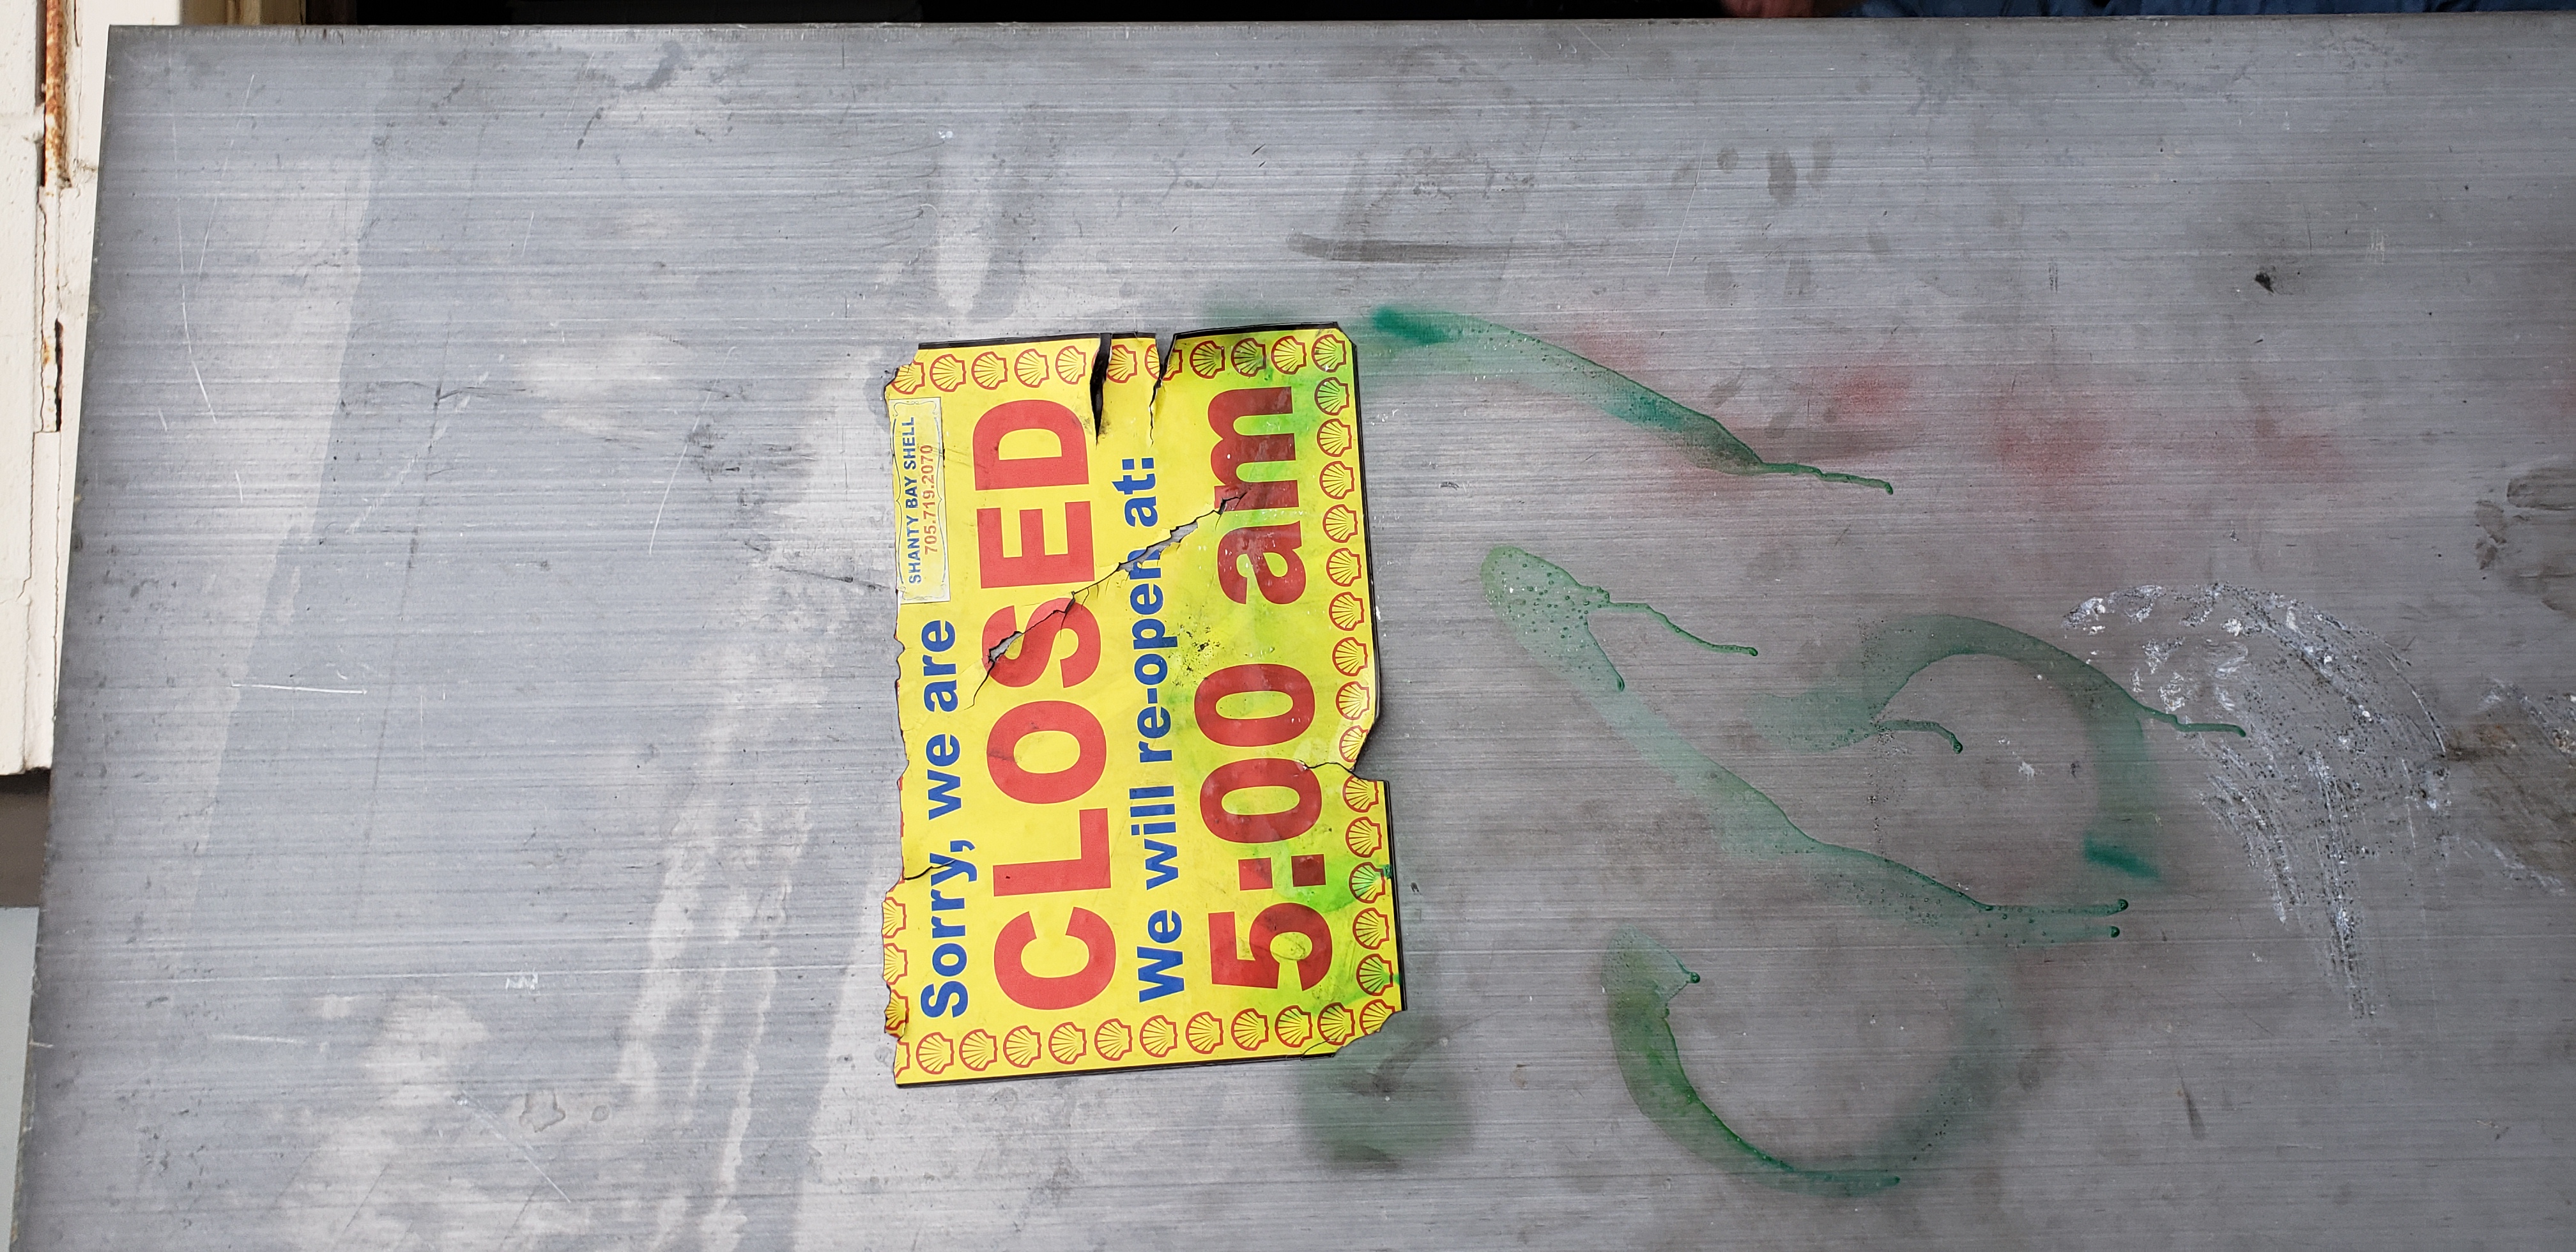 SHANTY BAY SHELL
705.719.2070
Sorry, we are
CLOSED
We will re-open at:
5:00 am